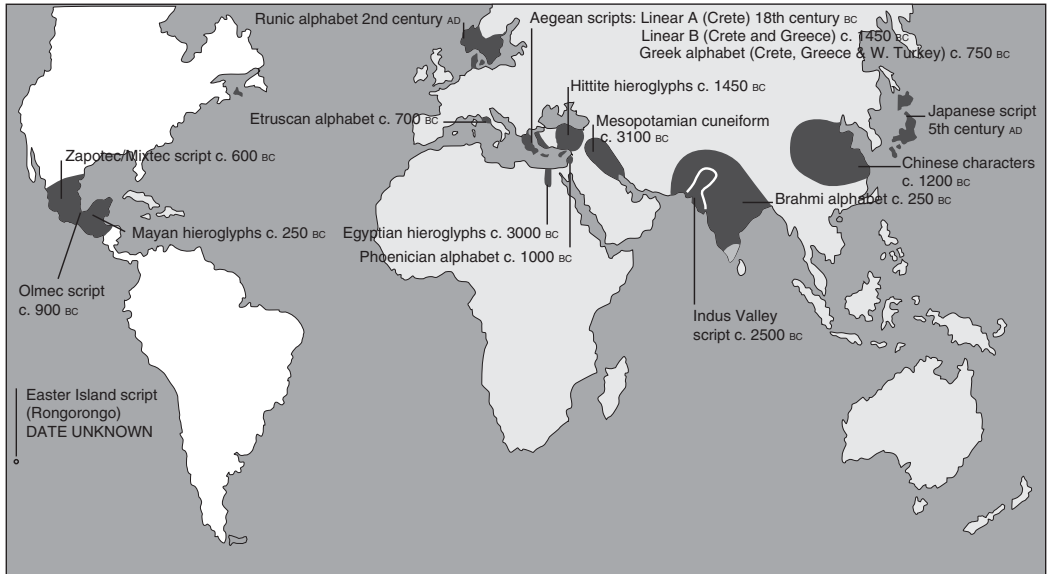 Runic alphabet 2nd century AD
Aegean scripts: Linear A (Crete) 18th century BC
Linear B (Crete and Greece) c. 1450 BC
Greek alphabet (Crete, Greece & W. Turkey) c. 750 BC
Hittite hieroglyphs c. 1450 BC
Etruscan alphabet c. 700 BC
Mesopotamian cuneiform
c. 3100 BC
Japanese script
5th century AD
Zapotec/Mixtec script c. 600 BC
Chinese characters
c. 1200 BC
Brahmi alphabet c. 250 BC
Mayan hieroglyphs c. 250 BC
Egyptian hieroglyphs c. 3000 BC
Phoenician alphabet c. 1000 BC
Olmec script
c. 900 BC
Indus Valley
script c. 2500 BC
Easter Island script
(Rongorongo)
DATE UNKNOWN